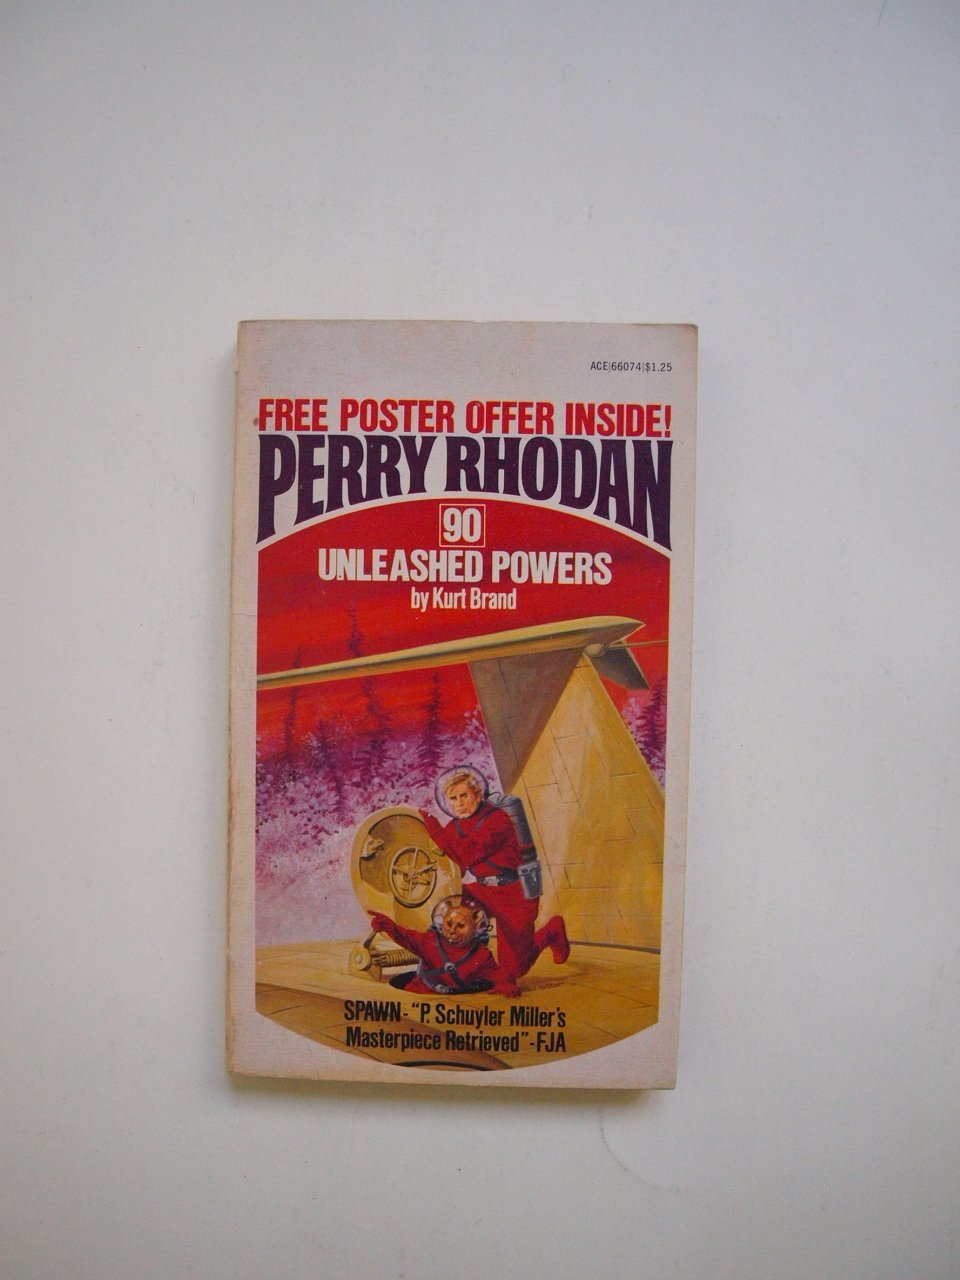 ACE|66074|$1.25
FREE POSTER OFFER INSIDE!
PERRY RHODAN
90
UNLEASHED POWERS
by Kurt Brand
SPAWN-"P. Schuyler Miller's
Masterpiece Retrieved"-FJA